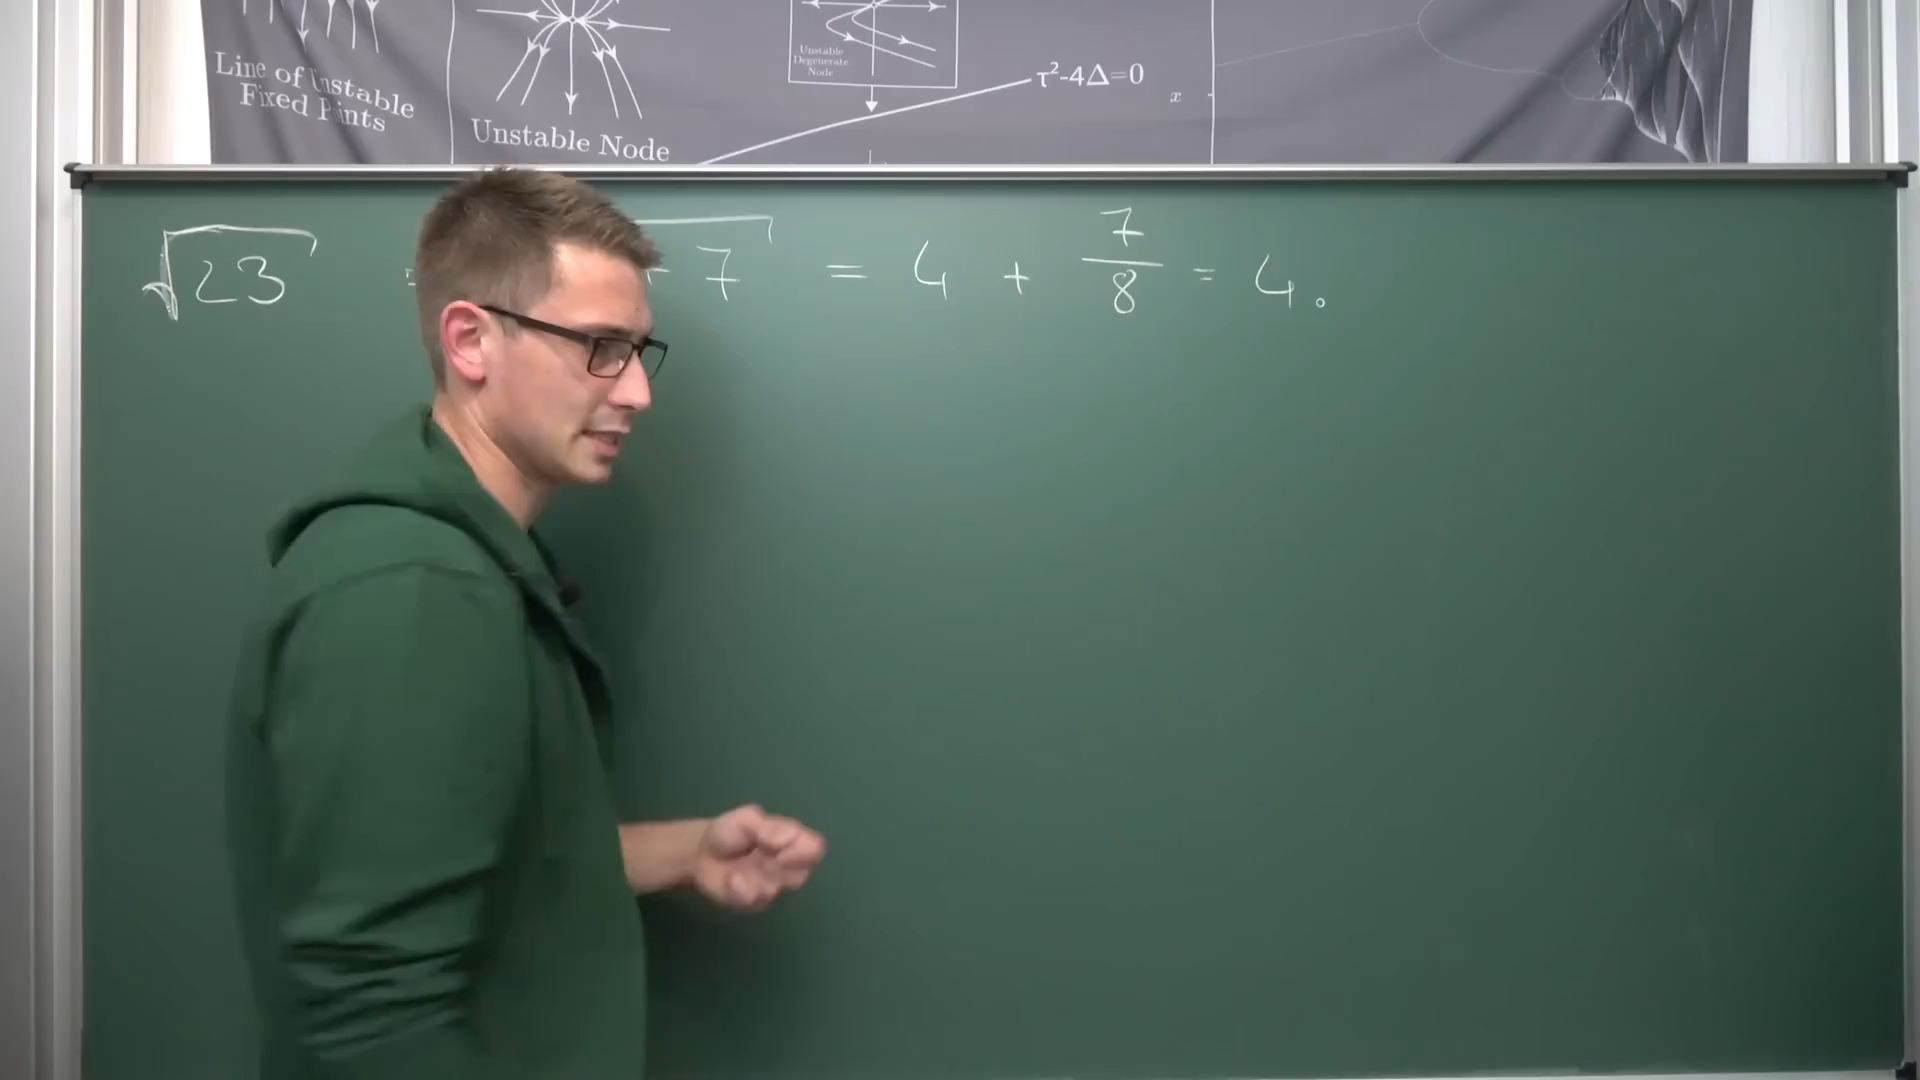 Line of Unstable
Fixed Points
Unstable Node
Unstable
Degenerate
Node
τ²-4Δ=0
x
√23 = - 7 = 4 + 7/8 = 4.